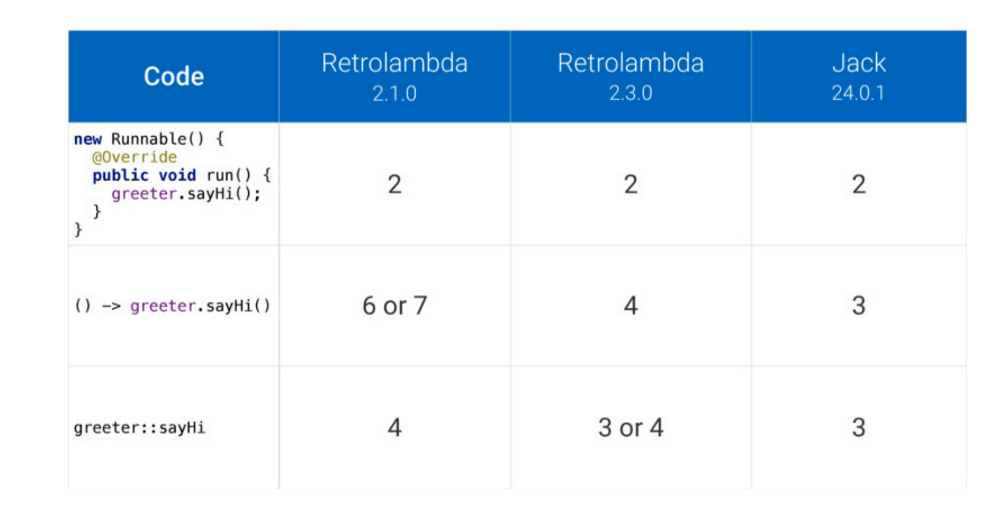 Code
Retrolambda
2.1.0
Retrolambda
2.3.0
Jack
24.0.1
new Runnable() {
@Override
public void run() {
greeter.sayHi();
}
}
2
2
2
() -> greeter.sayHi()
6 or 7
4
3
greeter::sayHi
4
3 or 4
3